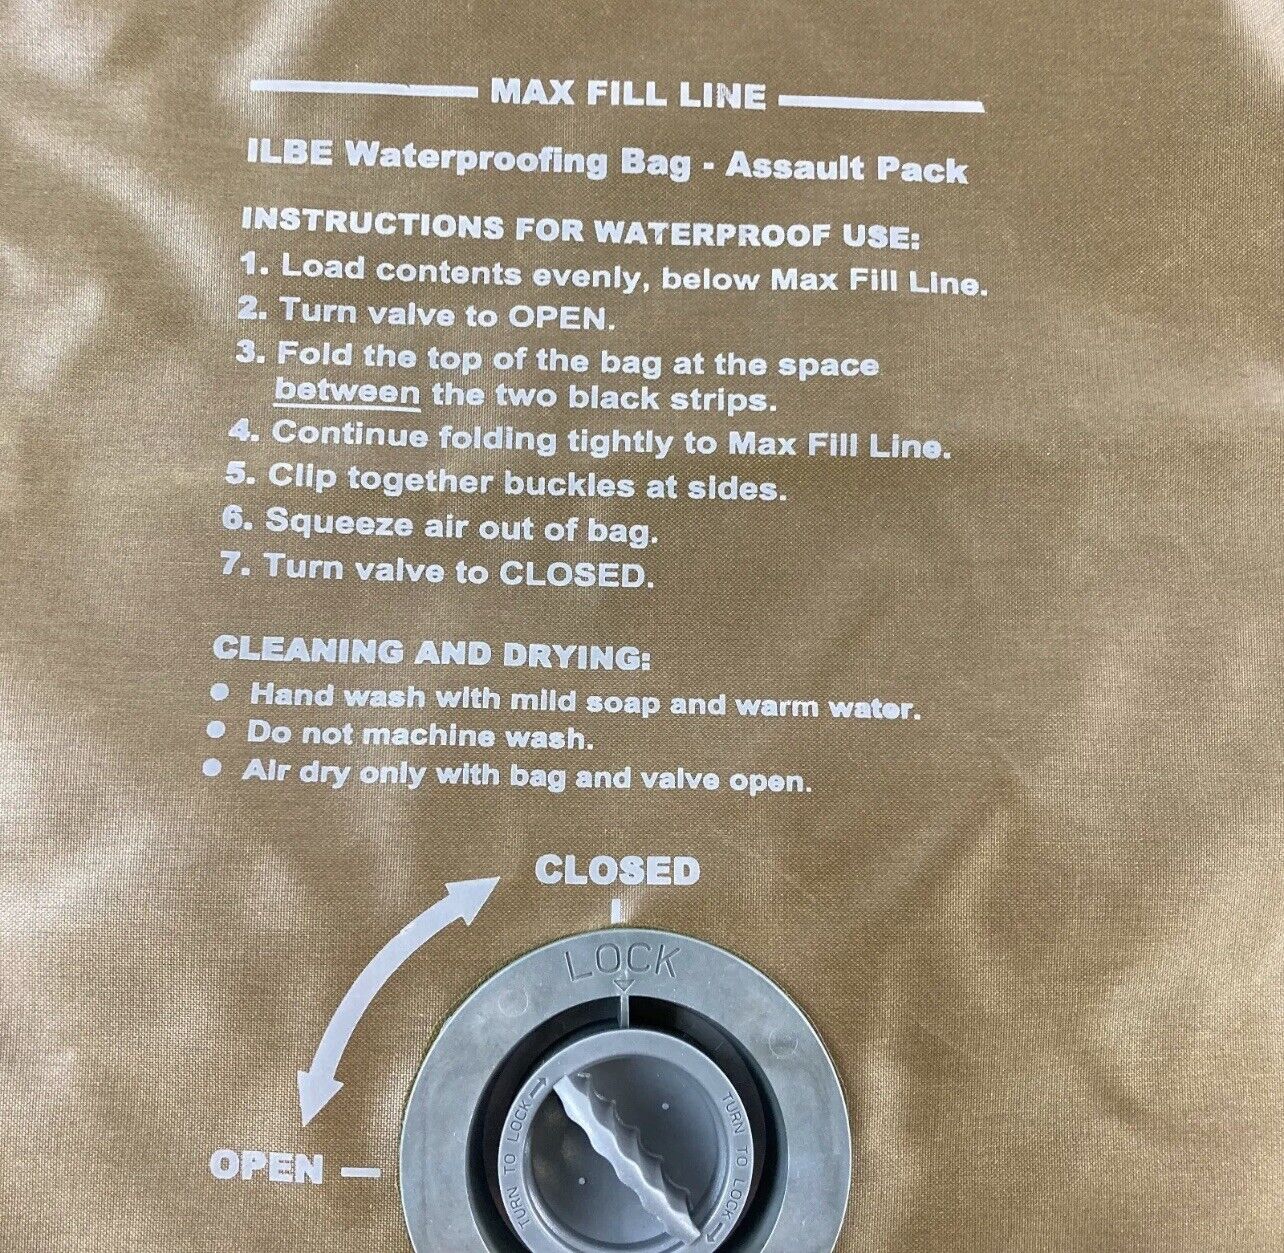 MAX FILL LINE
ILBE Waterproofing Bag - Assault Pack
INSTRUCTIONS FOR WATERPROOF USE:
1. Load contents evenly, below Max Fill Line.
2. Turn valve to OPEN.
3. Fold the top of the bag at the space
between the two black strips.
4. Continue folding tightly to Max Fill Line.
5. Clip together buckles at sides.
6. Squeeze air out of bag.
7. Turn valve to CLOSED.
CLEANING AND DRYING:
● Hand wash with mild soap and warm water.
● Do not machine wash.
● Air dry only with bag and valve open.
CLOSED
LOCK
TURN TO LOCK
TURN TO LOCK
OPEN